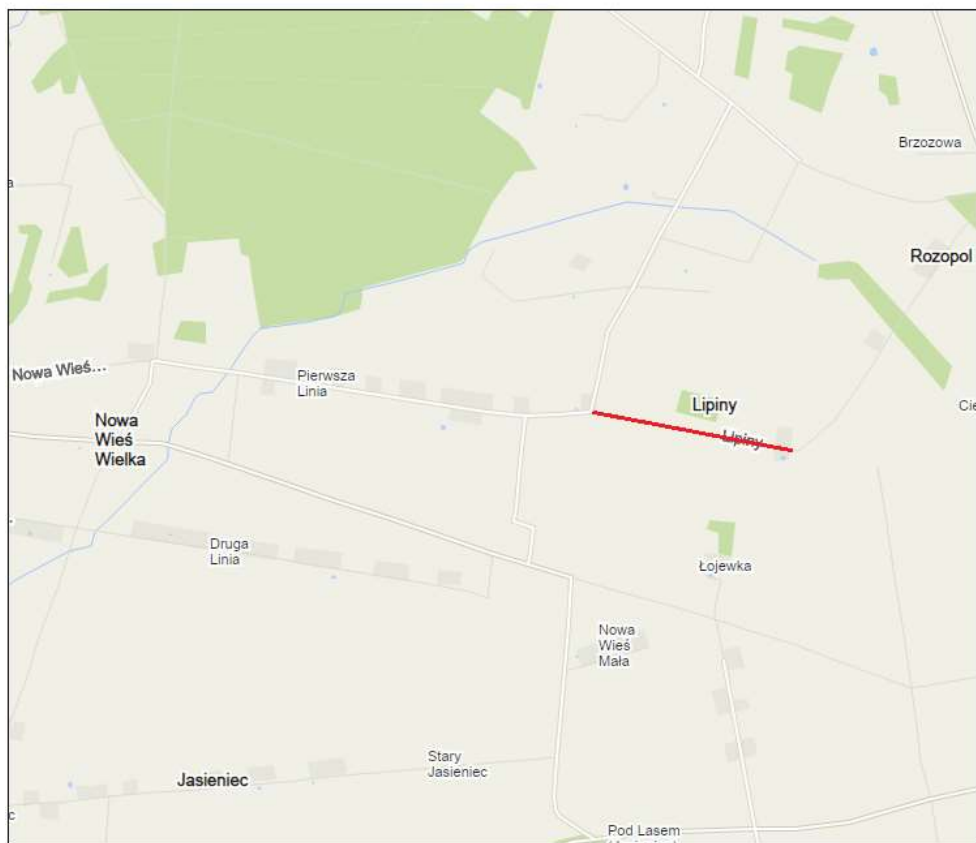 Brzozowa
Rozopol
Nowa Wieś...
Pierwsza
Linia
Lipiny
Lipiny
Nowa
Wieś
Wielka
Druga
Linia
Łojewka
Nowa
Wieś
Mała
Stary
Jasieniec
Jasieniec
Pod Lasem